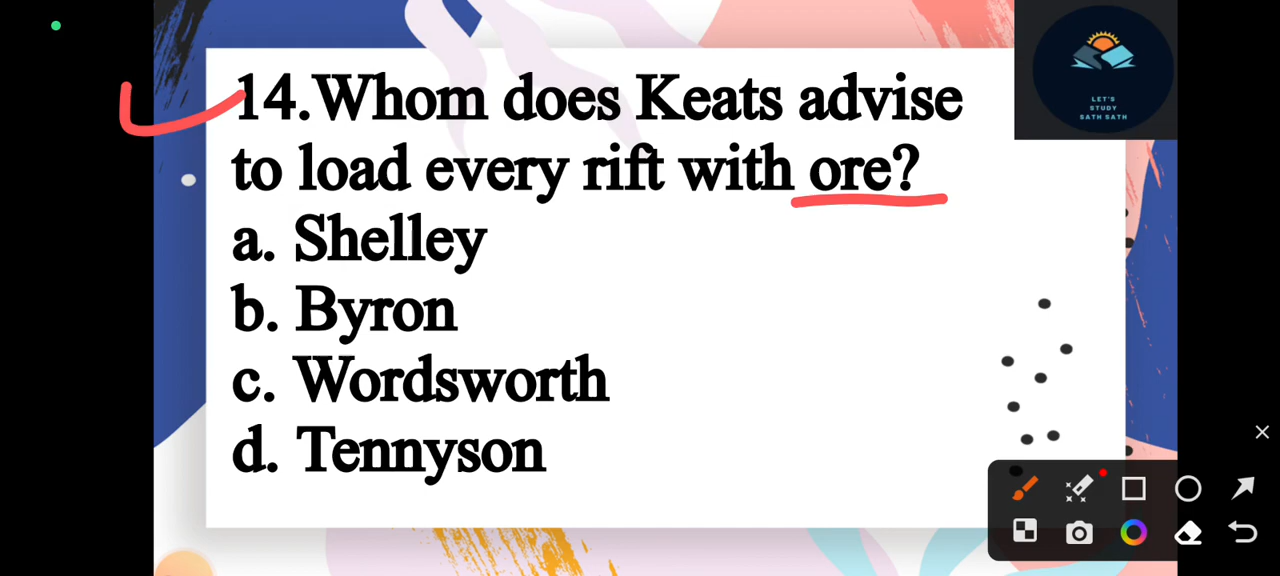 14.Whom does Keats advise
to load every rift with ore?
a. Shelley
b. Byron
c. Wordsworth
d. Tennyson
LET'S
STUDY
SATH SATH